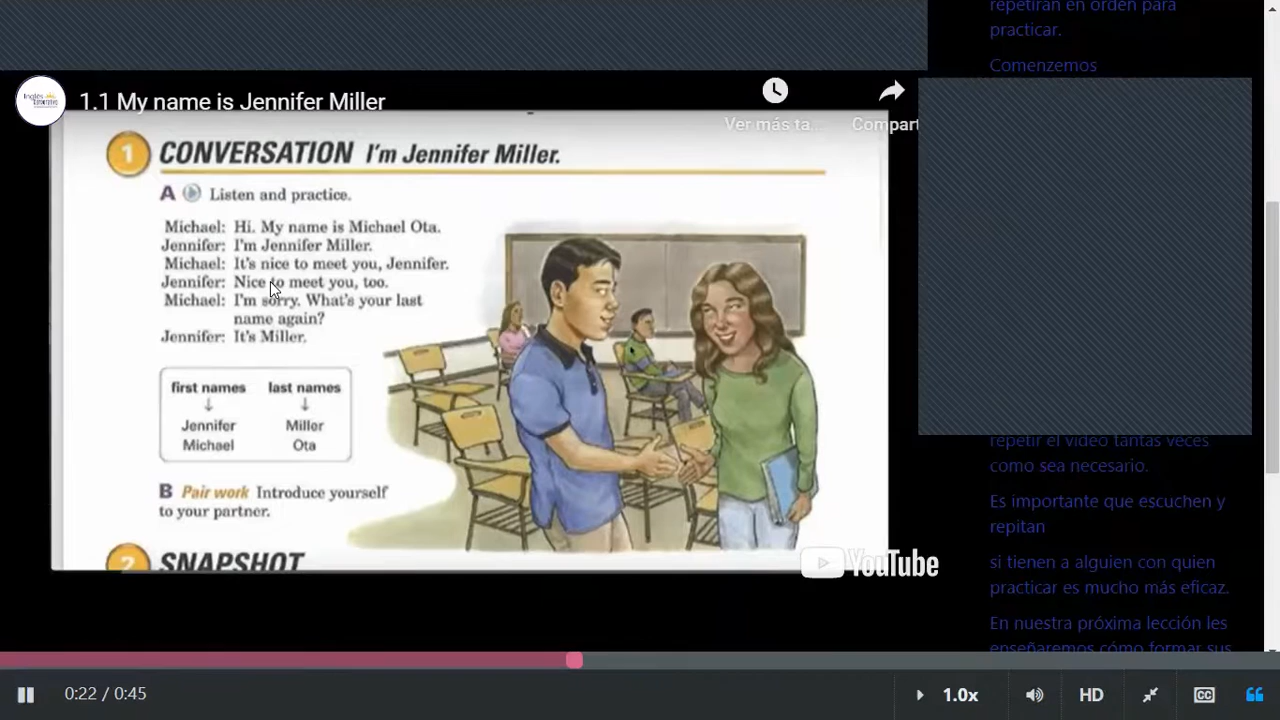 repetirán en orden para
practicar.
Comenzemos
1.1 My name is Jennifer Miller
Ver más ta...
Compart
1 CONVERSATION I'm Jennifer Miller.
A Listen and practice.
Michael: Hi. My name is Michael Ota.
Jennifer: I'm Jennifer Miller.
Michael: It's nice to meet you, Jennifer.
Jennifer: Nice to meet you, too.
Michael: I'm sorry. What's your last
name again?
Jennifer: It's Miller.
first names last names
Jennifer Miller
Michael Ota
B Pair work Introduce yourself
to your partner.
2 SNAPSHOT
YouTube
repetir el video tantas veces
como sea necesario.
Es importante que escuchen y
repitan
si tienen a alguien con quien
practicar es mucho más eficaz.
En nuestra próxima lección les
enseñaremos cómo formar sus
0:22 / 0:45
1.0x
HD
CC